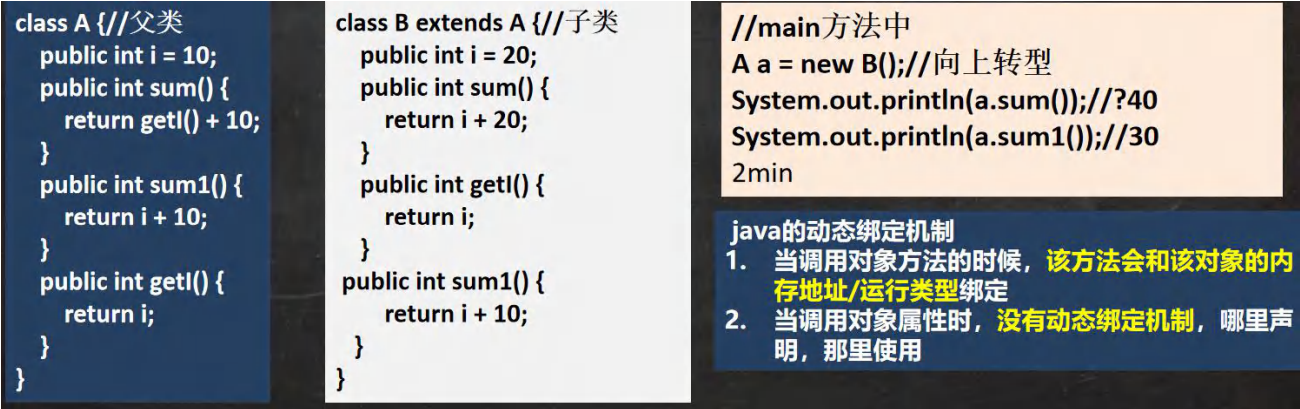 class A {//父类
public int i = 10;
public int sum() {
return getI() + 10;
}
public int sum1() {
return i + 10;
}
public int getI() {
return i;
}
}
class B extends A {//子类
public int i = 20;
public int sum() {
return i + 20;
}
public int getI() {
return i;
}
public int sum1() {
return i + 10;
}
}
//main方法中
A a = new B();//向上转型
System.out.println(a.sum());//?40
System.out.println(a.sum1());//30
2min
java的动态绑定机制
1. 当调用对象方法的时候，该方法会和该对象的内
存地址/运行类型绑定
2. 当调用对象属性时，没有动态绑定机制，哪里声
明，那里使用